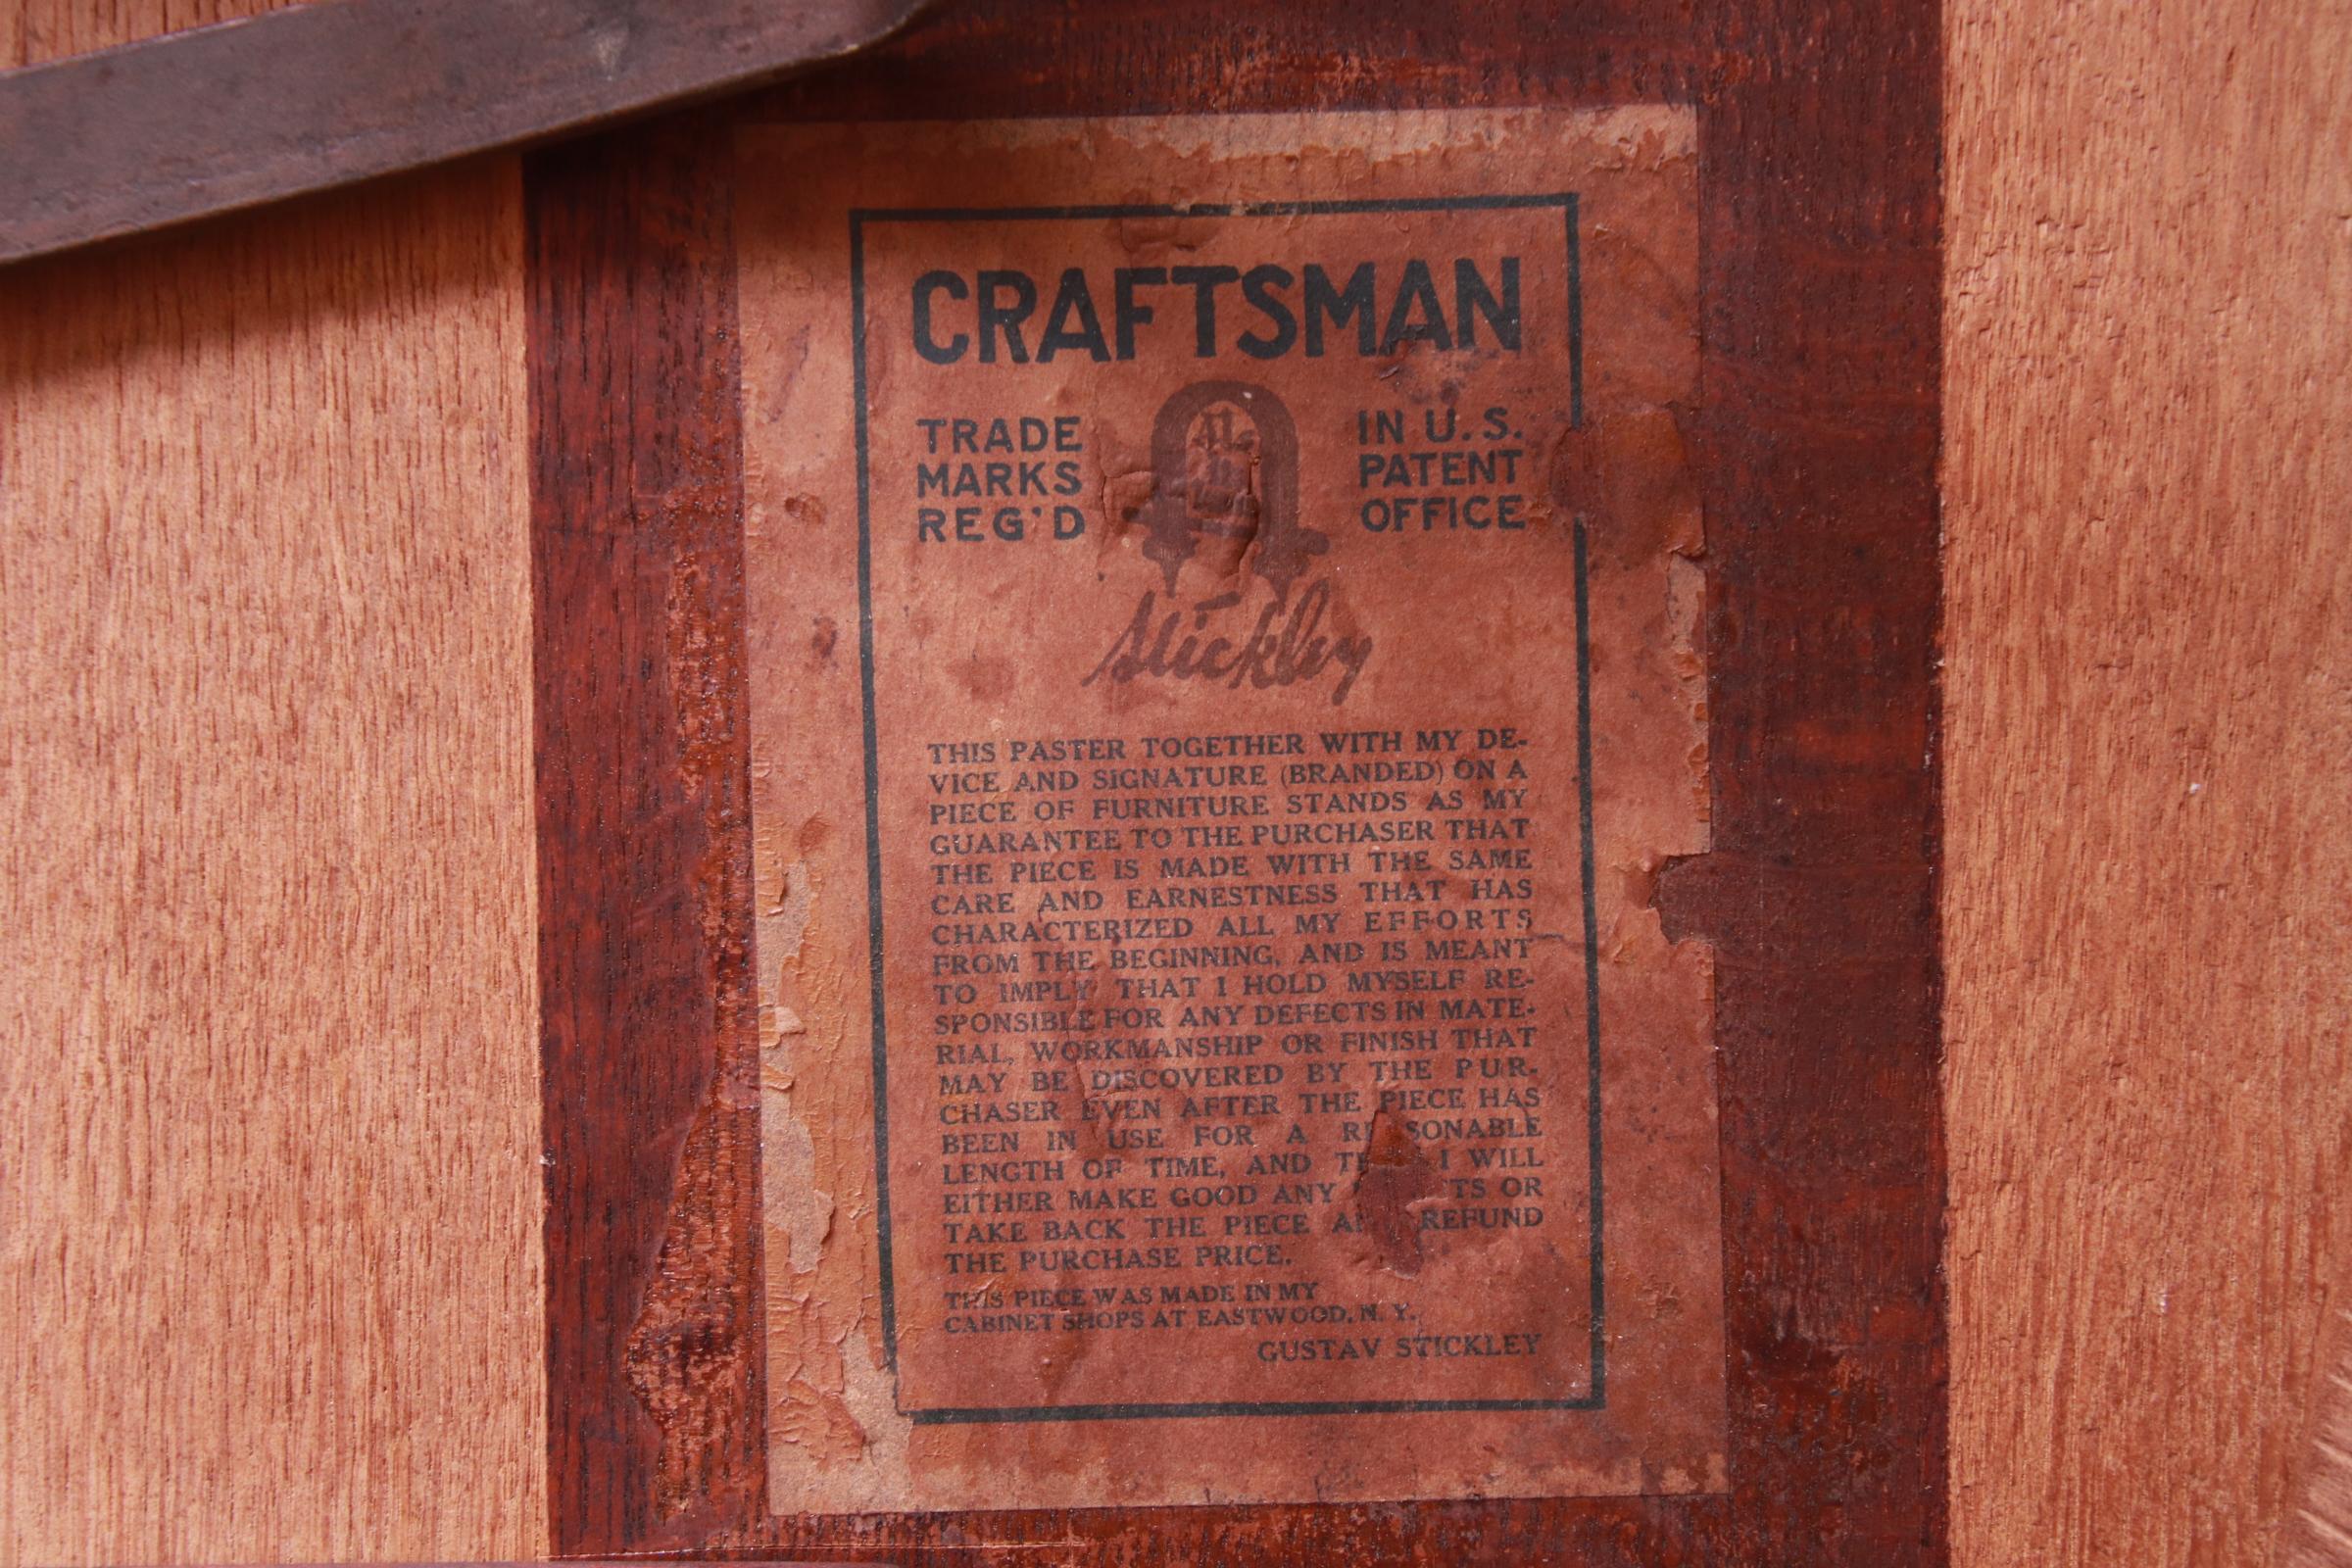 CRAFTSMAN
TRADE
MARKS
REG'D
IN U.S.
PATENT
OFFICE
Stickley
THIS PASTER TOGETHER WITH MY DE-
VICE AND SIGNATURE (BRANDED) ON A
PIECE OF FURNITURE STANDS AS MY
GUARANTEE TO THE PURCHASER THAT
THE PIECE IS MADE WITH THE SAME
CARE AND EARNESTNESS THAT HAS
CHARACTERIZED ALL MY EFFORTS
FROM THE BEGINNING, AND IS MEANT
TO IMPLY THAT I HOLD MYSELF RE-
SPONSIBLE FOR ANY DEFECTS IN MATE-
RIAL, WORKMANSHIP OR FINISH THAT
MAY BE DISCOVERED BY THE PUR-
CHASER EVEN AFTER THE PIECE HAS
BEEN IN USE FOR A
LENGTH OF TIME, AND I WILL
EITHER MAKE GOOD ANY OR
TAKE BACK THE PIECE REFUND
THE PURCHASE PRICE.
THIS PIECE WAS MADE IN MY
CABINET SHOPS AT EASTWOOD, N. Y.
GUSTAV STICKLEY